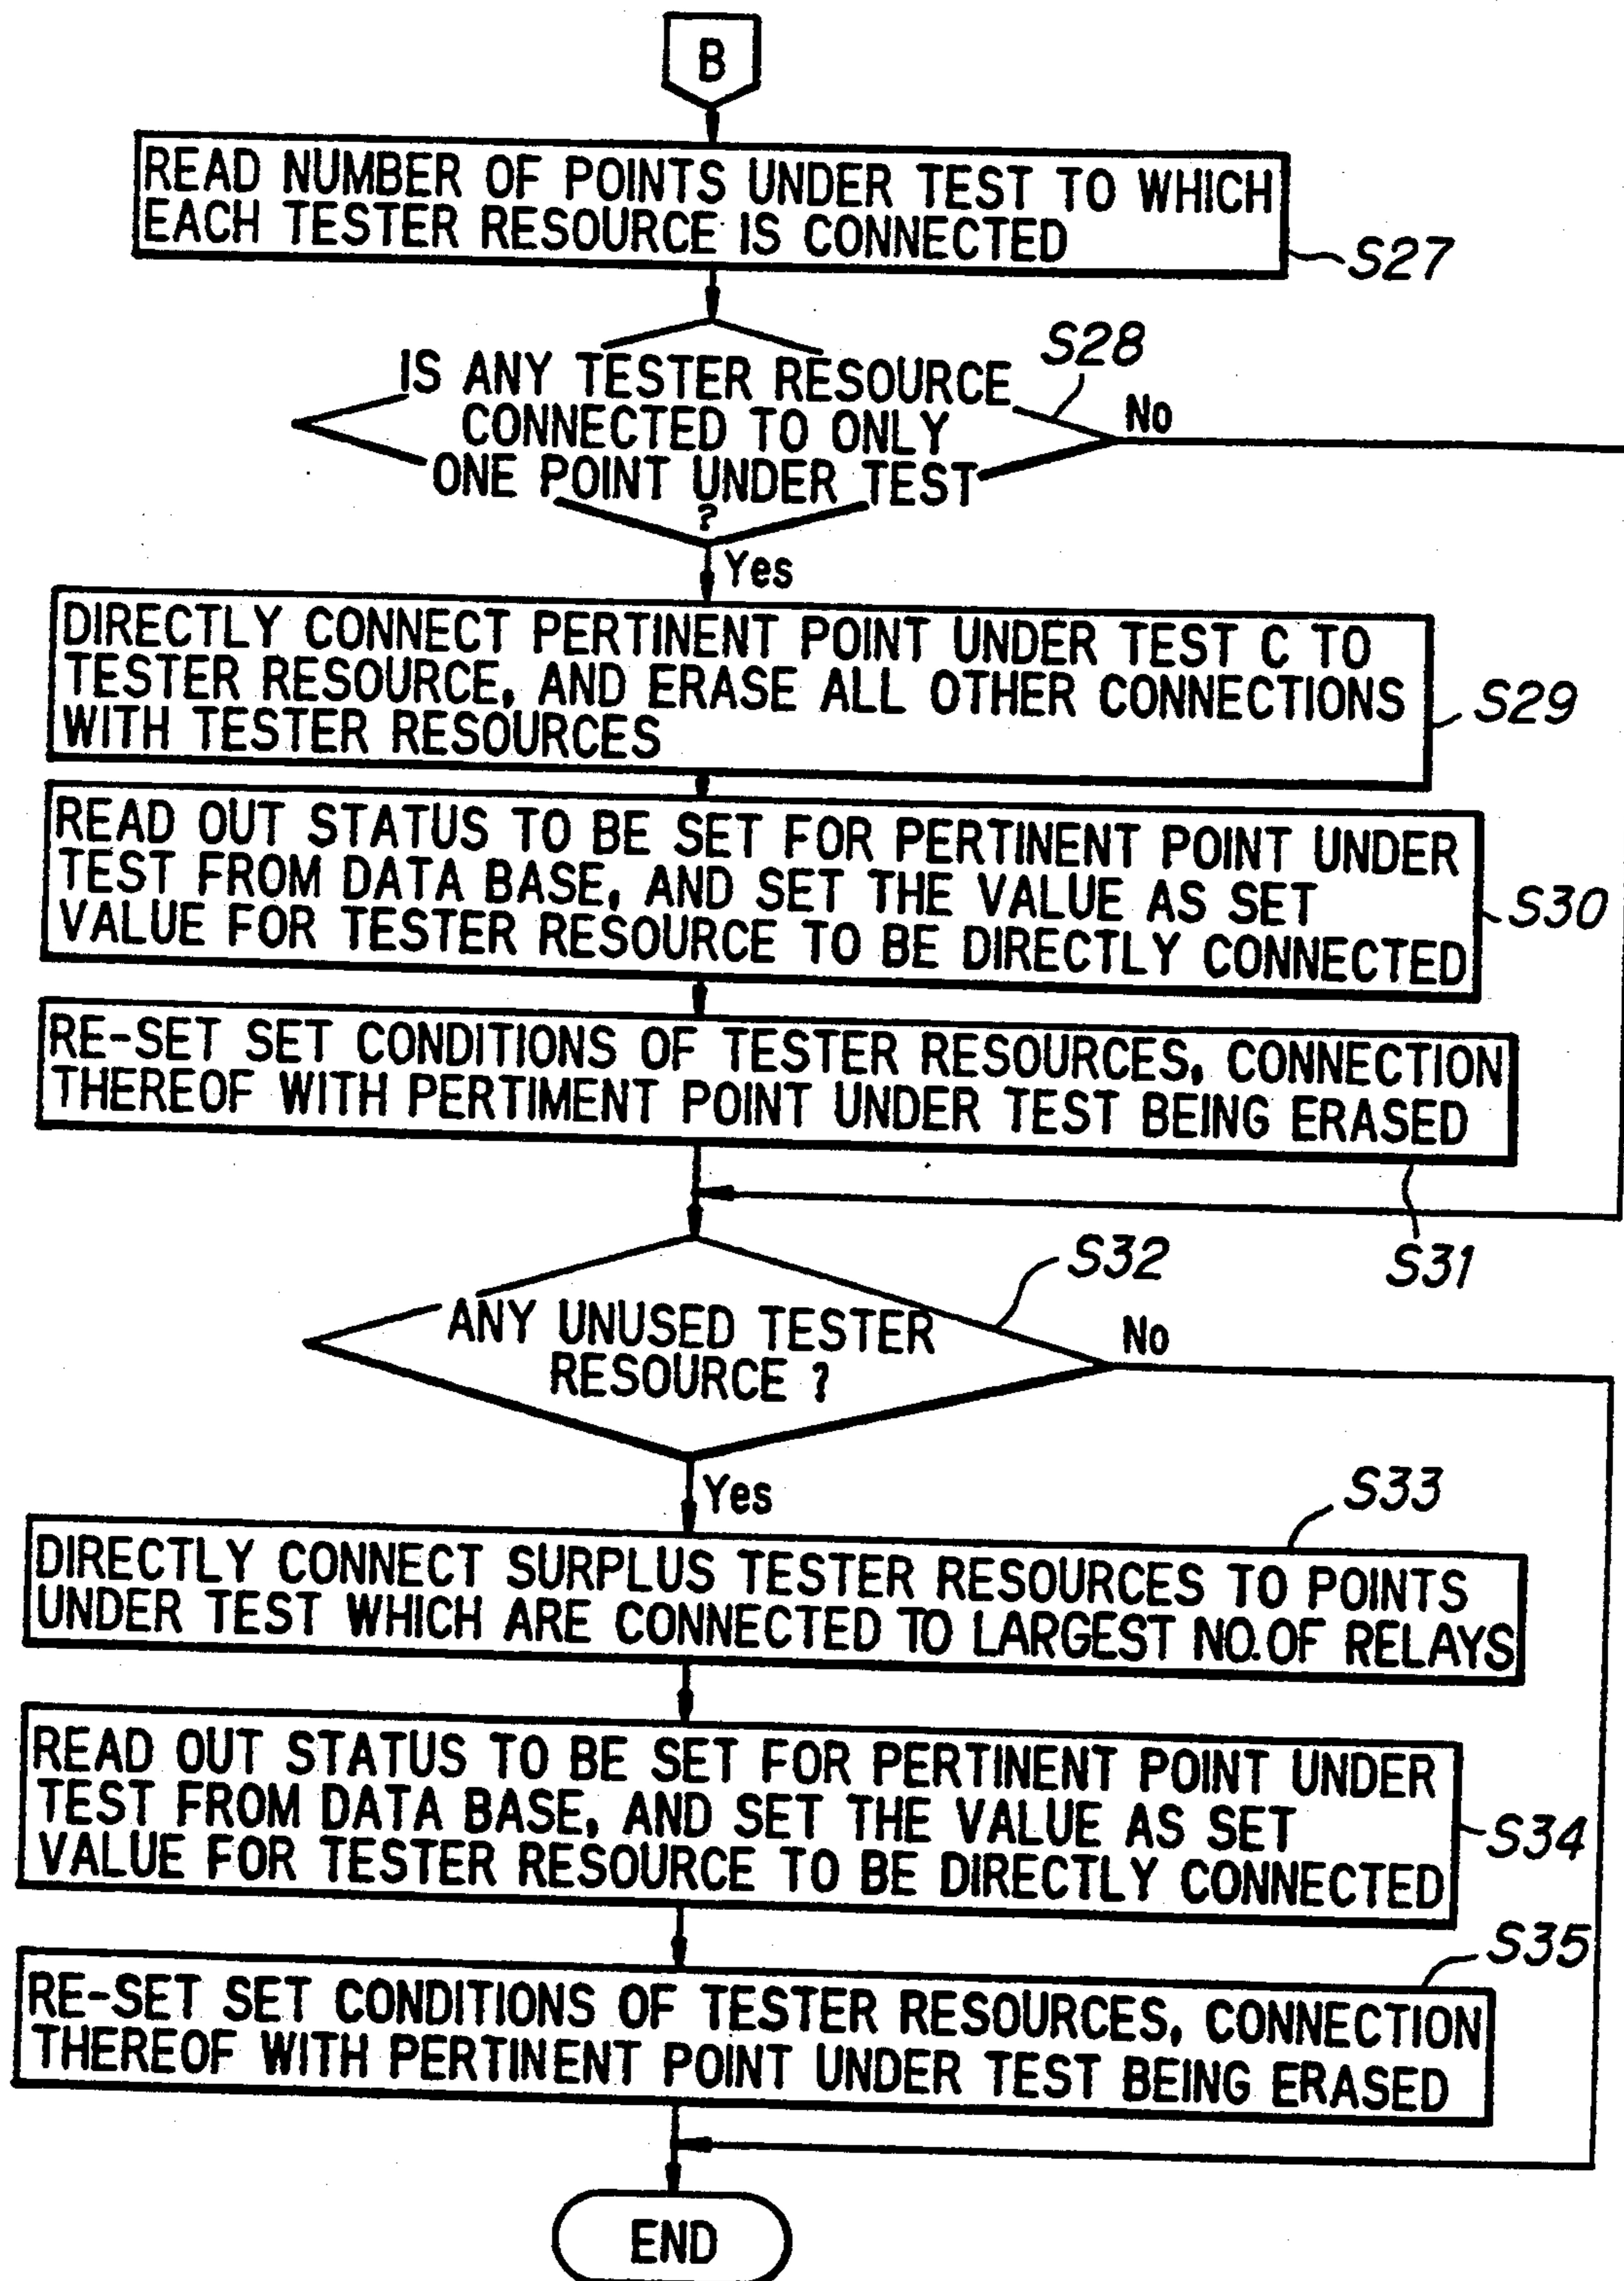 B
READ NUMBER OF POINTS UNDER TEST TO WHICH
EACH TESTER RESOURCE IS CONNECTED
S27
IS ANY TESTER RESOURCE
CONNECTED TO ONLY
ONE POINT UNDER TEST
?
S28
No
Yes
DIRECTLY CONNECT PERTINENT POINT UNDER TEST C TO
TESTER RESOURCE, AND ERASE ALL OTHER CONNECTIONS
WITH TESTER RESOURCES
S29
READ OUT STATUS TO BE SET FOR PERTINENT POINT UNDER
TEST FROM DATA BASE, AND SET THE VALUE AS SET
VALUE FOR TESTER RESOURCE TO BE DIRECTLY CONNECTED
S30
RE-SET SET CONDITIONS OF TESTER RESOURCES, CONNECTION
THEREOF WITH PERTIMENT POINT UNDER TEST BEING ERASED
S31
ANY UNUSED TESTER
RESOURCE ?
S32
No
Yes
S33
DIRECTLY CONNECT SURPLUS TESTER RESOURCES TO POINTS
UNDER TEST WHICH ARE CONNECTED TO LARGEST NO. OF RELAYS
READ OUT STATUS TO BE SET FOR PERTINENT POINT UNDER
TEST FROM DATA BASE, AND SET THE VALUE AS SET
VALUE FOR TESTER RESOURCE TO BE DIRECTLY CONNECTED
S34
S35
RE-SET SET CONDITIONS OF TESTER RESOURCES, CONNECTION
THEREOF WITH PERTINENT POINT UNDER TEST BEING ERASED
END